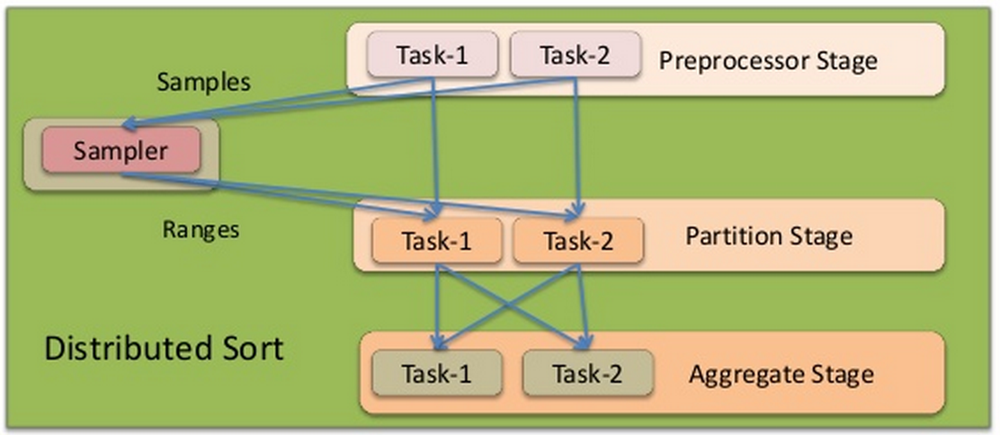 Task-1
Task-2
Preprocessor Stage
Samples
Sampler
Ranges
Task-1
Task-2
Partition Stage
Distributed Sort
Task-1
Task-2
Aggregate Stage